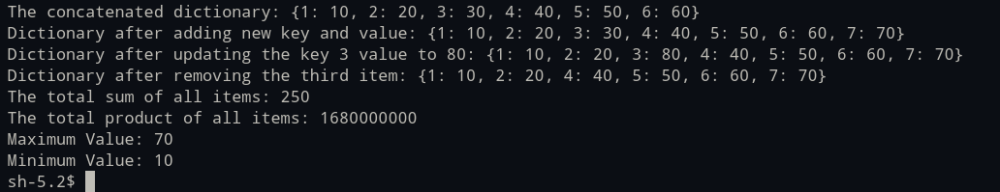 The concatenated dictionary: {1: 10, 2: 20, 3: 30, 4: 40, 5: 50, 6: 60}
Dictionary after adding new key and value: {1: 10, 2: 20, 3: 30, 4: 40, 5: 50, 6: 60, 7: 70}
Dictionary after updating the key 3 value to 80: {1: 10, 2: 20, 3: 80, 4: 40, 5: 50, 6: 60, 7: 70}
Dictionary after removing the third item: {1: 10, 2: 20, 4: 40, 5: 50, 6: 60, 7: 70}
The total sum of all items: 250
The total product of all items: 1680000000
Maximum Value: 70
Minimum Value: 10
sh-5.2$